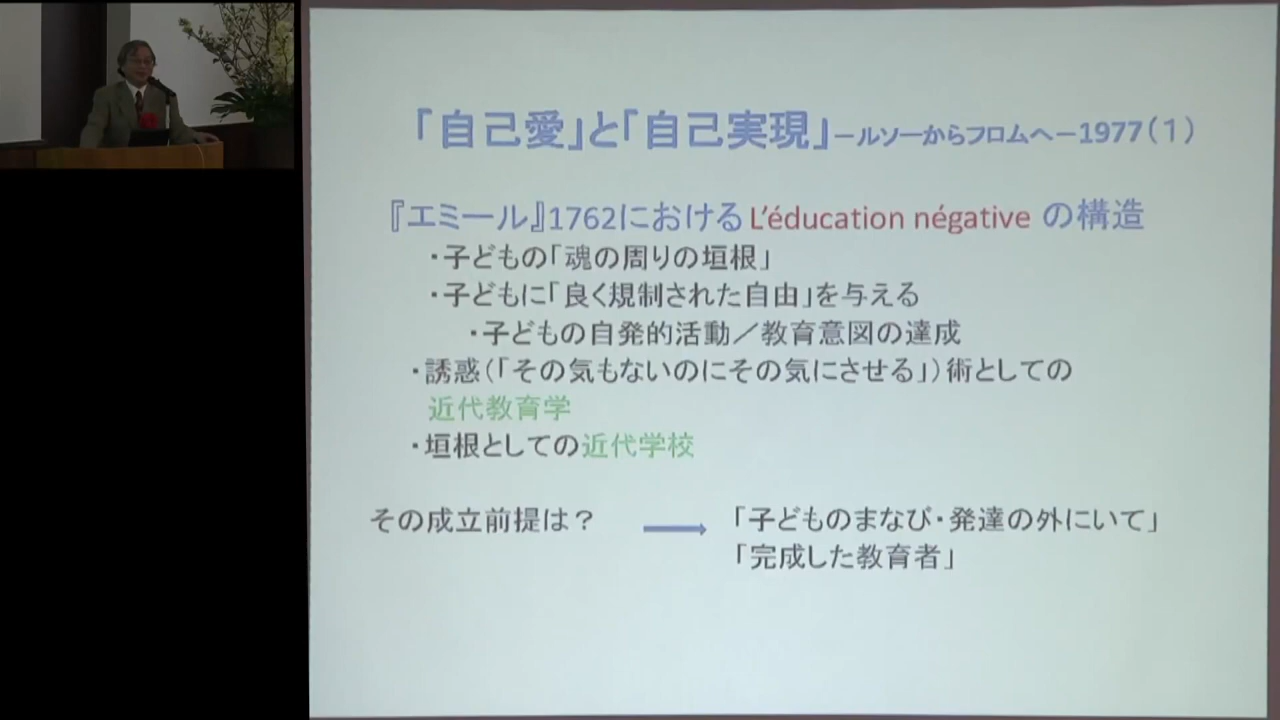 「自己愛」と「自己実現」－ルソーからフロムへ－1977（１）
『エミール』1762におけるL’éducation négative の構造
・子どもの「魂の周りの垣根」
・子どもに「良く規制された自由」を与える
・子どもの自発的活動／教育意図の達成
・誘惑（「その気もないのにその気にさせる」）術としての
近代教育学
・垣根としての近代学校
その成立前提は？
「子どものまなび・発達の外にいて」
「完成した教育者」